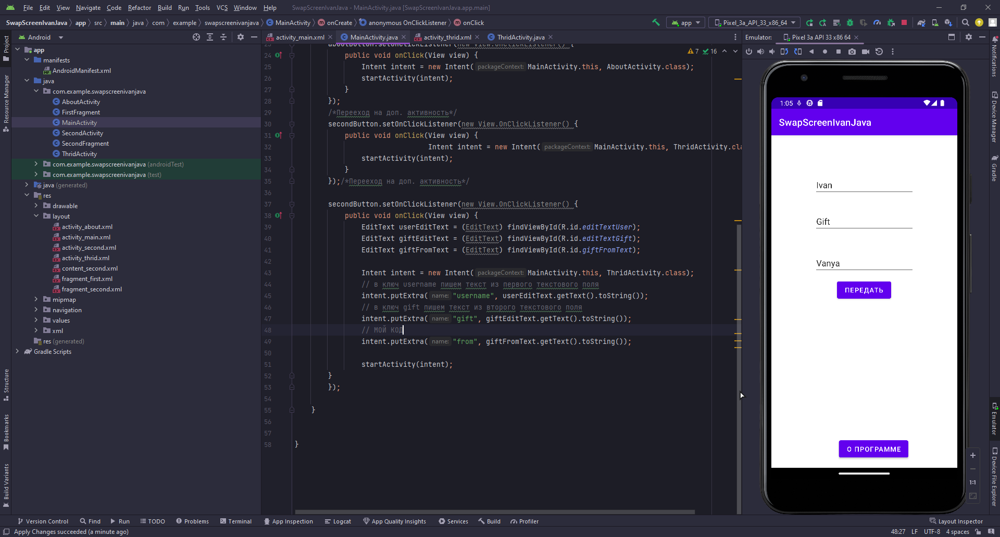 File Edit View Navigate Code Refactor Build Run Tools VCS Window Help SwapScreenIvanJava - MainActivity.java [SwapScreenIvanJava.app.main]
SwapScreenIvanJava app src main java com example swapscreenivanjava MainActivity onCreate anonymous OnClickListener onClick app Pixel_3a_API_33_x86_64
Android
activity_main.xml MainActivity.java activity_thrid.xml ThridActivity.java
Emulator: Pixel 3a API 33 x86 64
Project
Resource Manager
Structure
Bookmarks
Build Variants
app
manifests
AndroidManifest.xml
java
com.example.swapscreenivanjava
AboutActivity
FirstFragment
MainActivity
SecondActivity
SecondFragment
ThridActivity
com.example.swapscreenivanjava (androidTest)
com.example.swapscreenivanjava (test)
java (generated)
res
drawable
layout
activity_about.xml
activity_main.xml
activity_second.xml
activity_thrid.xml
content_second.xml
fragment_first.xml
fragment_second.xml
mipmap
navigation
values
xml
res (generated)
Gradle Scripts
7 16
23 aboutButton.setOnClickListener(new View.OnClickListener() {
24 public void onClick(View view) {
25 Intent intent = new Intent( packageContext: MainActivity.this, AboutActivity.class);
26 startActivity(intent);
27 }
28 });
29 /*Перееход на доп. активность*/
30 secondButton.setOnClickListener(new View.OnClickListener() {
31 public void onClick(View view) {
32 Intent intent = new Intent( packageContext: MainActivity.this, ThridActivity.cla
33 startActivity(intent);
34 }
35 });/*Перееход на доп. активность*/
36
37 secondButton.setOnClickListener(new View.OnClickListener() {
38 public void onClick(View view) {
39 EditText userEditText = (EditText) findViewById(R.id.editTextUser);
40 EditText giftEditText = (EditText) findViewById(R.id.editTextGift);
41 EditText giftFromText = (EditText) findViewById(R.id.giftFromText);
42
43 Intent intent = new Intent( packageContext: MainActivity.this, ThridActivity.class);
44 // в ключ username пишем текст из первого текстового поля
45 intent.putExtra( name: "username", userEditText.getText().toString());
46 // в ключ gift пишем текст из второго текстового поля
47 intent.putExtra( name: "gift", giftEditText.getText().toString());
48 // МОЙ КОД
49 intent.putExtra( name: "from", giftFromText.getText().toString());
50
51 startActivity(intent);
52 }
53 });
54
55 }
56
57
58 }
1:05
SwapScreenIvanJava
Ivan
Gift
Vanya
ПЕРЕДАТЬ
О ПРОГРАММЕ
1:1
Notifications
Device Manager
Gradle
Emulator
Device File Explorer
Version Control Find Run TODO Problems Terminal App Inspection Logcat App Quality Insights Services Build Profiler Layout Inspector
Apply Changes succeeded (a minute ago) 48:27 LF UTF-8 4 spaces